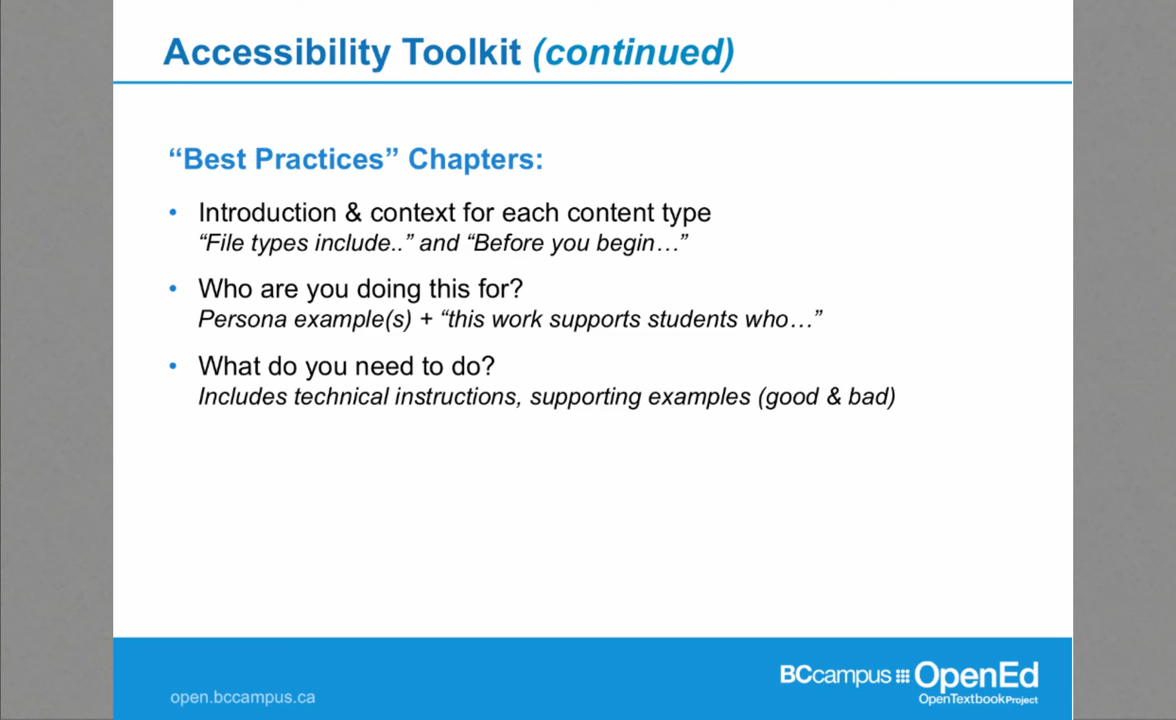 Accessibility Toolkit (continued)
“Best Practices” Chapters:
• Introduction & context for each content type
“File types include..” and “Before you begin…”
• Who are you doing this for?
Persona example(s) + “this work supports students who…”
• What do you need to do?
Includes technical instructions, supporting examples (good & bad)
open.bccampus.ca
BCcampus OpenEd
OpenTextbookProject